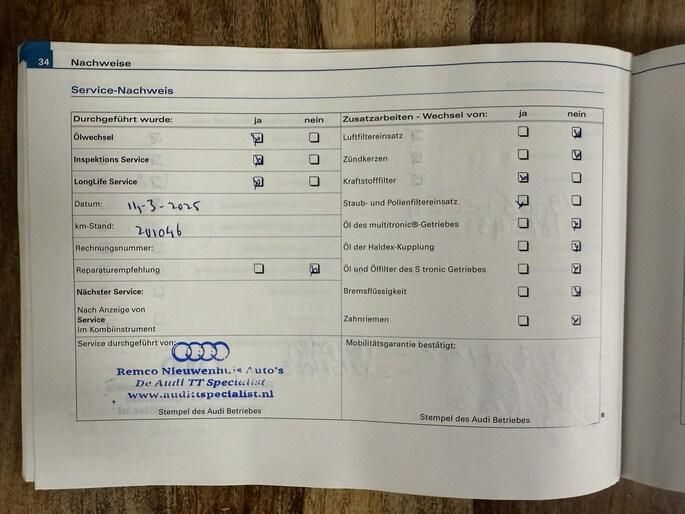 34 Nachweise
Service-Nachweis
Durchgeführt wurde: ja nein
Ölwechsel
Inspektions Service
LongLife Service
Datum: 14-3-2025
km-Stand: 201046
Rechnungsnummer:
Reparaturempfehlung
Nächster Service:
Nach Anzeige von
Service
im Kombiinstrument
Service durchgeführt von:
Remco Nieuwenhuis Auto's
De Audi TT Specialist
www.audittspecialist.nl
Stempel des Audi Betriebes
Zusatzarbeiten - Wechsel von: ja nein
Luftfiltereinsatz
Zündkerzen
Kraftstofffilter
Staub- und Pollenfiltereinsatz
Öl des multitronic®-Getriebes
Öl der Haldex-Kupplung
Öl und Ölfilter des S tronic Getriebes
Bremsflüssigkeit
Zahnriemen
Mobilitätsgarantie bestätigt:
Stempel des Audi Betriebes